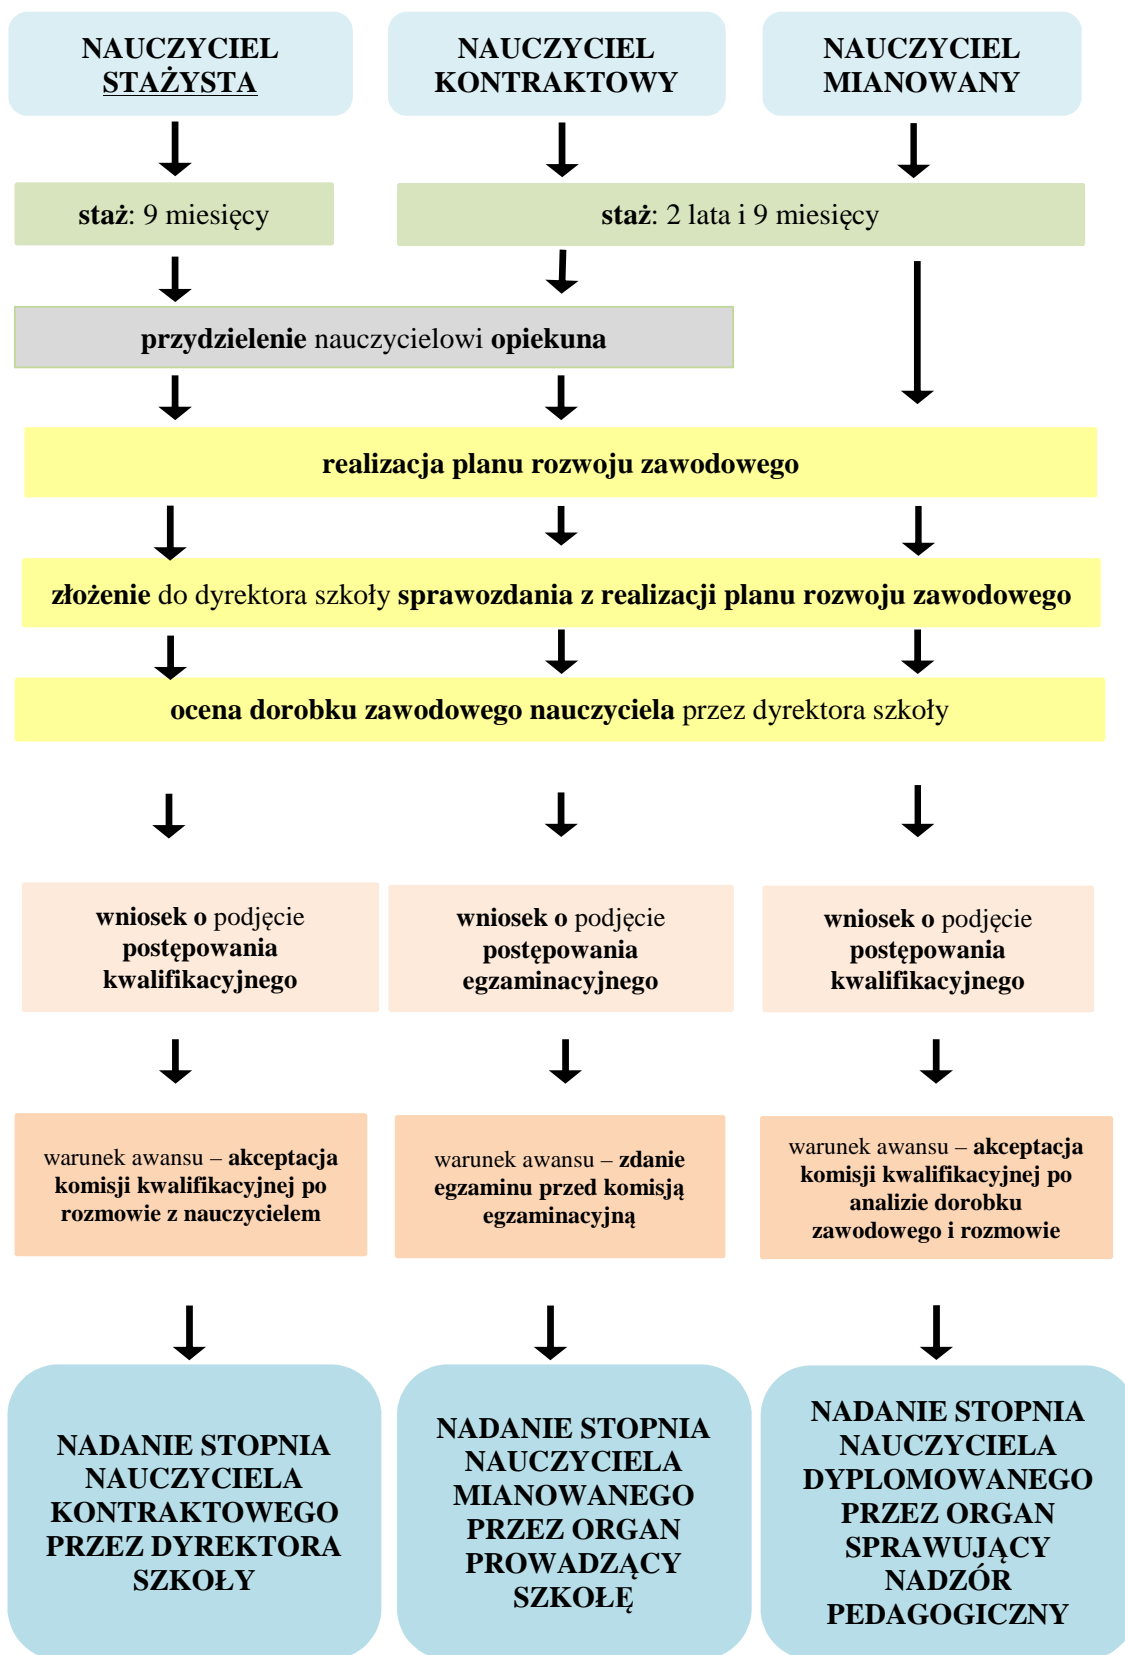 NAUCZYCIEL
STAŻYSTA
NAUCZYCIEL
KONTRAKTOWY
NAUCZYCIEL
MIANOWANY
staż: 9 miesięcy
staż: 2 lata i 9 miesięcy
przydzielenie nauczycielowi opiekuna
realizacja planu rozwoju zawodowego
złożenie do dyrektora szkoły sprawozdania z realizacji planu rozwoju zawodowego
ocena dorobku zawodowego nauczyciela przez dyrektora szkoły
wniosek o podjęcie
postępowania
kwalifikacyjnego
wniosek o podjęcie
postępowania
egzaminacyjnego
wniosek o podjęcie
postępowania
kwalifikacyjnego
warunek awansu – akceptacja
komisji kwalifikacyjnej po
rozmowie z nauczycielem
warunek awansu – zdanie
egzaminu przed komisją
egzaminacyjną
warunek awansu – akceptacja
komisji kwalifikacyjnej po
analizie dorobku
zawodowego i rozmowie
NADANIE STOPNIA
NAUCZYCIELA
KONTRAKTOWEGO
PRZEZ DYREKTORA
SZKOŁY
NADANIE STOPNIA
NAUCZYCIELA
MIANOWANEGO
PRZEZ ORGAN
PROWADZĄCY
SZKOŁĘ
NADANIE STOPNIA
NAUCZYCIELA
DYPLOMOWANEGO
PRZEZ ORGAN
SPRAWUJĄCY
NADZÓR
PEDAGOGICZNY